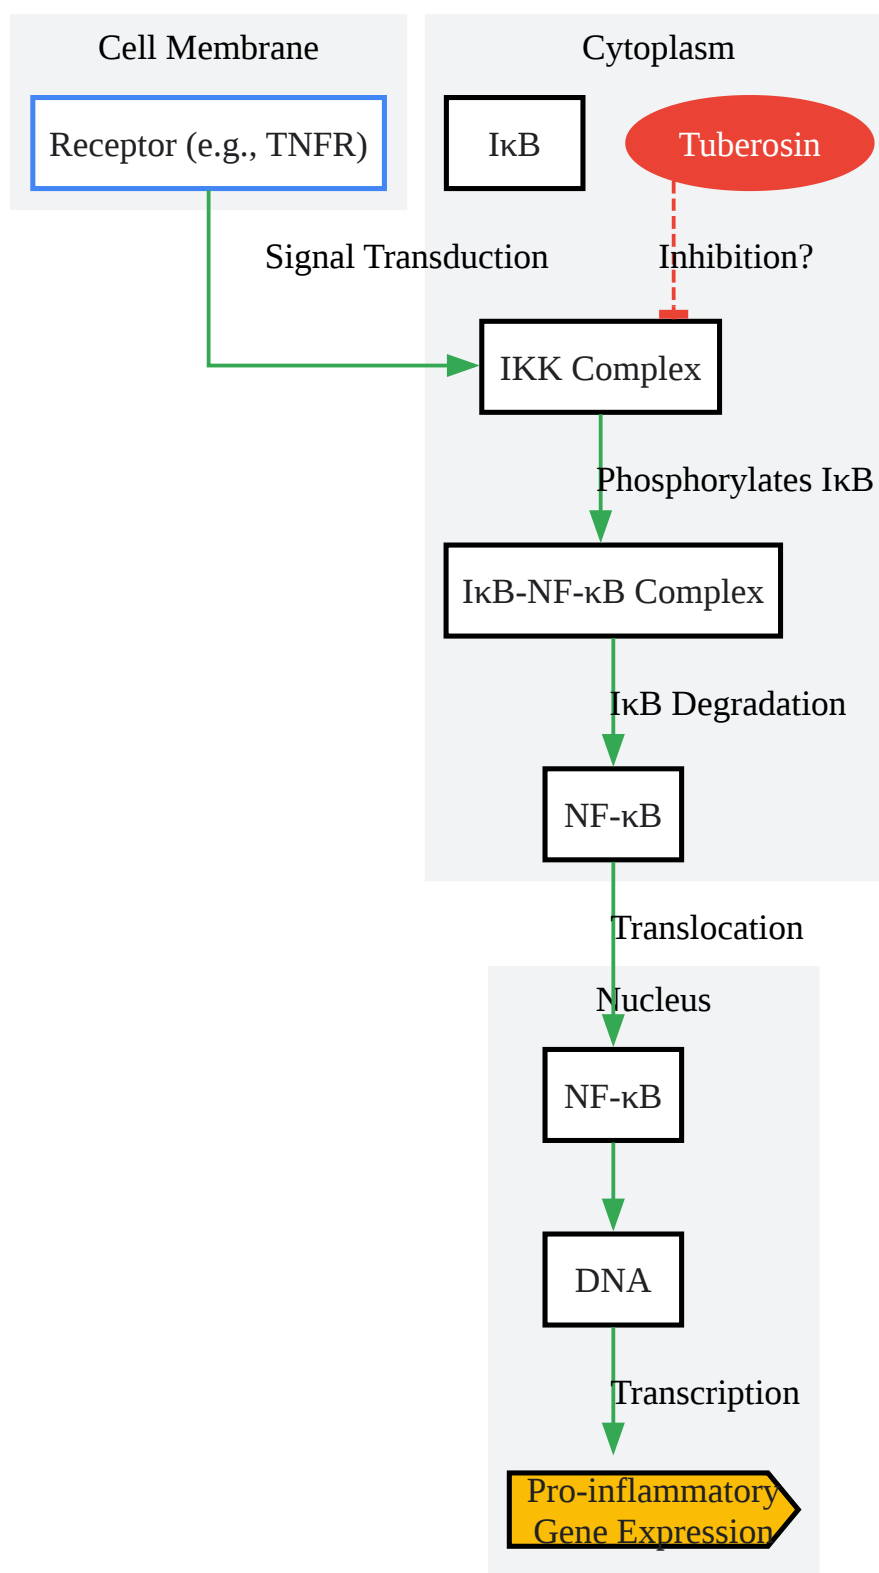 Cell Membrane
Cytoplasm
Receptor (e.g., TNFR)
IκB
Tuberosin
Signal Transduction
Inhibition?
IKK Complex
Phosphorylates IκB
IκB-NF-κB Complex
IκB Degradation
NF-κB
Translocation
Nucleus
NF-κB
DNA
Transcription
Pro-inflammatory
Gene Expression